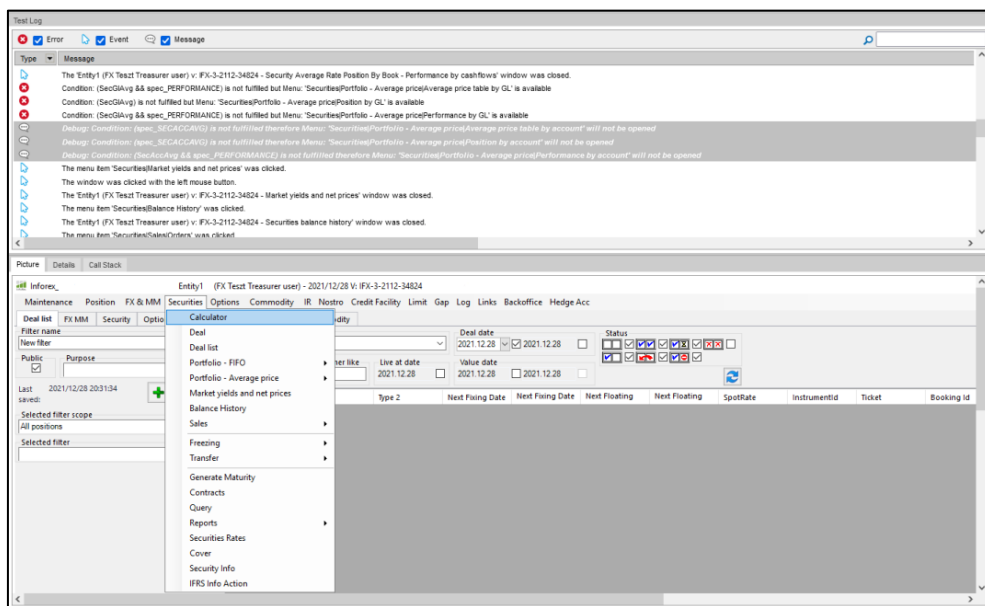 Test Log
Error Event Message
Type Message
The 'Entity1 (FX Teszt Treasurer user) v: IFX-3-2112-34824 - Security Average Rate Position By Book - Performance by cashflows' window was closed.
Condition: (SecGlAvg && spec_PERFORMANCE) is not fulfilled but Menu: 'Securities|Portfolio - Average price|Average price table by GL' is available
Condition: (SecGlAvg) is not fulfilled but Menu: 'Securities|Portfolio - Average price|Position by GL' is available
Condition: (SecGlAvg && spec_PERFORMANCE) is not fulfilled but Menu: 'Securities|Portfolio - Average price|Performance by GL' is available
Debug: Condition: (spec_SECACCAVG) is not fulfilled therefore Menu: "Securities|Portfolio - Average price|Average price table by account" will not be opened
Debug: Condition: (spec_SECACCAVG) is not fulfilled therefore Menu: "Securities|Portfolio - Average price|Position by account" will not be opened
Debug: Condition: (SecAccAvg && spec_PERFORMANCE) is not fulfilled therefore Menu: "Securities|Portfolio - Average price|Performance by account" will not be opened
The menu item 'Securities|Market yields and net prices' was clicked.
The window was clicked with the left mouse button.
The 'Entity1 (FX Teszt Treasurer user) v: IFX-3-2112-34824 - Market yields and net prices' window was closed.
The menu item 'Securities|Balance History' was clicked.
The 'Entity1 (FX Teszt Treasurer user) v: IFX-3-2112-34824 - Securities balance history' window was closed.
The menu item 'Securities|Sales|Orders' was clicked
Picture Details Call Stack
Inforex_ Entity1 (FX Teszt Treasurer user) - 2021/12/28 V: IFX-3-2112-34824
Maintenance Position FX & MM Securities Options Commodity IR Nostro Credit Facility Limit Gap Log Links Backoffice Hedge Acc
Deal list FX MM Security Optio dity
Filter name
New filter
Public Purpose
Last saved: 2021/12/28 20:31:34
Selected filter scope
All positions
Selected filter
Calculator
Deal
Deal list
Portfolio - FIFO
Portfolio - Average price
Market yields and net prices
Balance History
Sales
Freezing
Transfer
Generate Maturity
Contracts
Query
Reports
Securities Rates
Cover
Security Info
IFRS Info Action
Deal date Status
2021.12.28 2021.12.28
her like Live at date Value date
2021.12.28 2021.12.28 2021.12.28
Type 2 Next Fixing Date Next Fixing Date Next Floating Next Floating SpotRate InstrumentId Ticket Booking Id